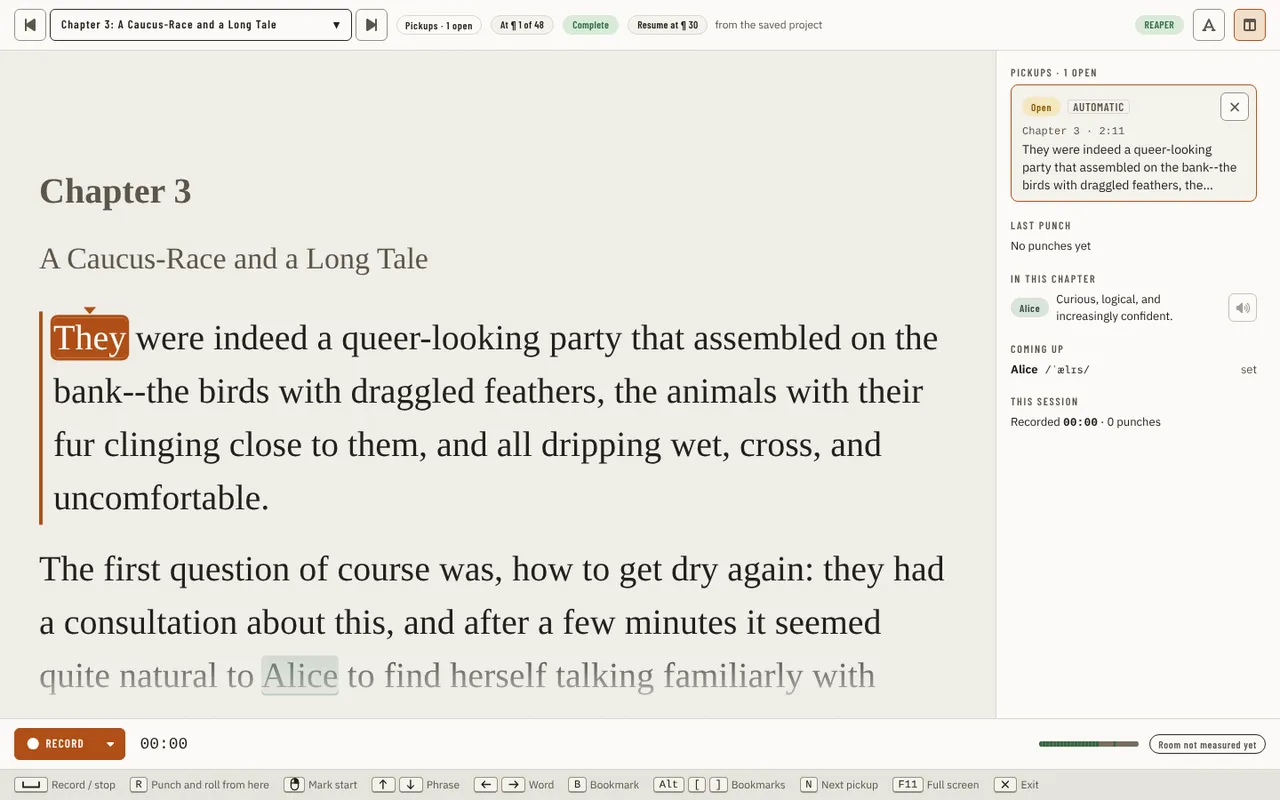 Chapter 3: A Caucus-Race and a Long Tale
Pickups · 1 open
At ¶ 1 of 48
Complete
Resume at ¶ 30
from the saved project
REAPER
A
Chapter 3
A Caucus-Race and a Long Tale
They were indeed a queer-looking party that assembled on the
bank--the birds with draggled feathers, the animals with their
fur clinging close to them, and all dripping wet, cross, and
uncomfortable.
The first question of course was, how to get dry again: they had
a consultation about this, and after a few minutes it seemed
quite natural to Alice to find herself talking familiarly with
PICKUPS · 1 OPEN
Open
AUTOMATIC
Chapter 3 · 2:11
They were indeed a queer-looking
party that assembled on the bank--the
birds with draggled feathers, the...
LAST PUNCH
No punches yet
IN THIS CHAPTER
Alice
Curious, logical, and
increasingly confident.
COMING UP
Alice /ˈælɪs/ set
THIS SESSION
Recorded 00:00 · 0 punches
RECORD
00:00
Room not measured yet
Record / stop
R Punch and roll from here
Mark start
↑ ↓ Phrase
← → Word
B Bookmark
Alt [ ] Bookmarks
N Next pickup
F11 Full screen
X Exit